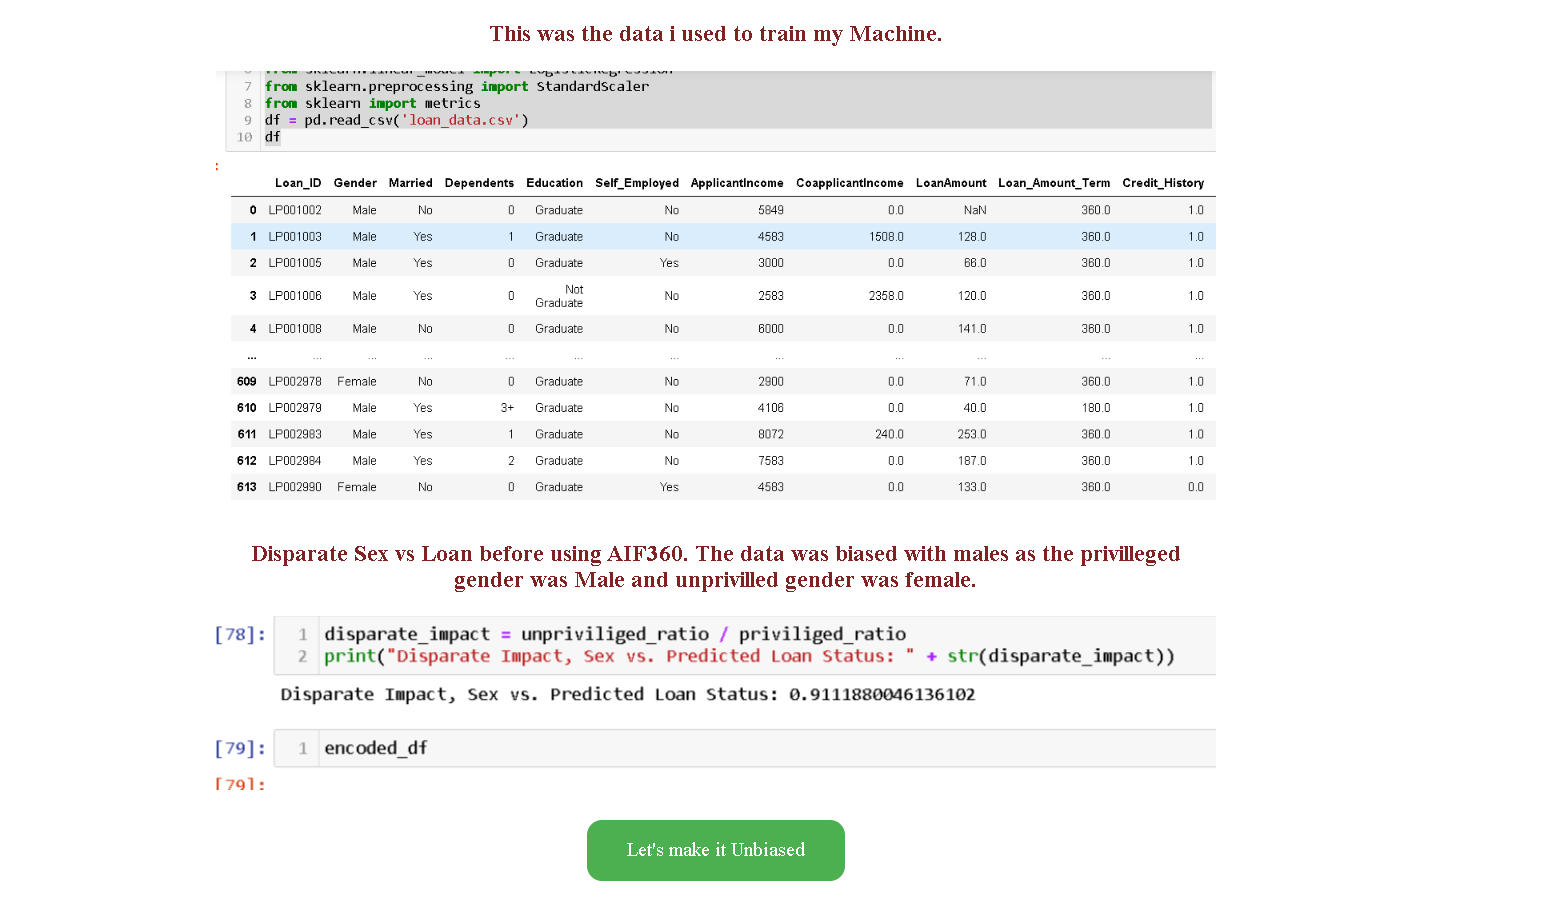 This was the data i used to train my Machine.
6 from sklearn.linear_model import LogisticRegression
7 from sklearn.preprocessing import StandardScaler
8 from sklearn import metrics
9 df = pd.read_csv('loan_data.csv')
10 df
:
Loan_ID Gender Married Dependents Education Self_Employed ApplicantIncome CoapplicantIncome LoanAmount Loan_Amount_Term Credit_History
0 LP001002 Male No 0 Graduate No 5849 0.0 NaN 360.0 1.0
1 LP001003 Male Yes 1 Graduate No 4583 1508.0 128.0 360.0 1.0
2 LP001005 Male Yes 0 Graduate Yes 3000 0.0 66.0 360.0 1.0
3 LP001006 Male Yes 0 Not Graduate No 2583 2358.0 120.0 360.0 1.0
4 LP001008 Male No 0 Graduate No 6000 0.0 141.0 360.0 1.0
... ... ... ... ... ... ... ... ... ... ... ...
609 LP002978 Female No 0 Graduate No 2900 0.0 71.0 360.0 1.0
610 LP002979 Male Yes 3+ Graduate No 4106 0.0 40.0 180.0 1.0
611 LP002983 Male Yes 1 Graduate No 8072 240.0 253.0 360.0 1.0
612 LP002984 Male Yes 2 Graduate No 7583 0.0 187.0 360.0 1.0
613 LP002990 Female No 0 Graduate Yes 4583 0.0 133.0 360.0 0.0
Disparate Sex vs Loan before using AIF360. The data was biased with males as the privilleged
gender was Male and unprivilled gender was female.
[78]: 1 disparate_impact = unpriviliged_ratio / priviliged_ratio
2 print("Disparate Impact, Sex vs. Predicted Loan Status: " + str(disparate_impact))
Disparate Impact, Sex vs. Predicted Loan Status: 0.9111880046136102
[79]: 1 encoded_df
[79]:
Let's make it Unbiased